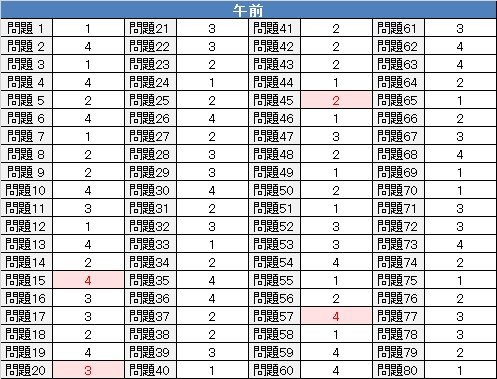 午前
問題 1 1 問題21 3 問題41 2 問題61 3
問題 2 4 問題22 3 問題42 2 問題62 4
問題 3 1 問題23 2 問題43 2 問題63 4
問題 4 4 問題24 1 問題44 1 問題64 2
問題 5 2 問題25 2 問題45 2 問題65 1
問題 6 4 問題26 4 問題46 1 問題66 2
問題 7 1 問題27 2 問題47 3 問題67 3
問題 8 2 問題28 3 問題48 2 問題68 4
問題 9 2 問題29 3 問題49 1 問題69 1
問題10 4 問題30 4 問題50 2 問題70 1
問題11 3 問題31 2 問題51 1 問題71 3
問題12 1 問題32 3 問題52 3 問題72 3
問題13 4 問題33 1 問題53 3 問題73 4
問題14 2 問題34 2 問題54 4 問題74 2
問題15 4 問題35 4 問題55 1 問題75 1
問題16 3 問題36 4 問題56 2 問題76 2
問題17 3 問題37 2 問題57 4 問題77 3
問題18 2 問題38 2 問題58 1 問題78 3
問題19 4 問題39 3 問題59 4 問題79 2
問題20 3 問題40 1 問題60 4 問題80 1